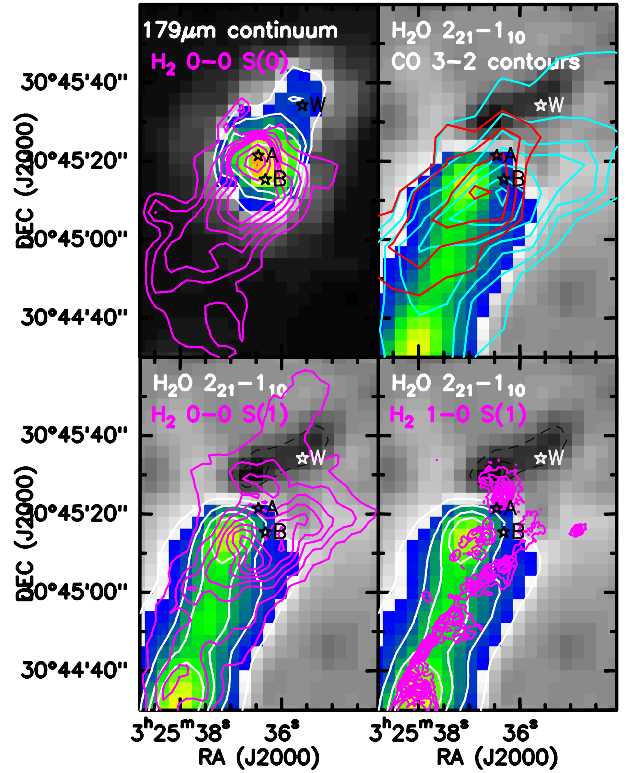 179μm continuum
H₂ 0−0 S(0)
W
A
B
H₂O 2₂₁−1₁₀
CO 3−2 contours
W
A
B
30°45'40''
30°45'20''
30°45'00''
30°44'40''
DEC (J2000)
H₂O 2₂₁−1₁₀
H₂ 0−0 S(1)
W
A
B
H₂O 2₂₁−1₁₀
H₂ 1−0 S(1)
W
A
B
30°45'40''
30°45'20''
30°45'00''
30°44'40''
DEC (J2000)
3ʰ25ᵐ38ˢ 36ˢ
3ʰ25ᵐ38ˢ 36ˢ
RA (J2000)
RA (J2000)